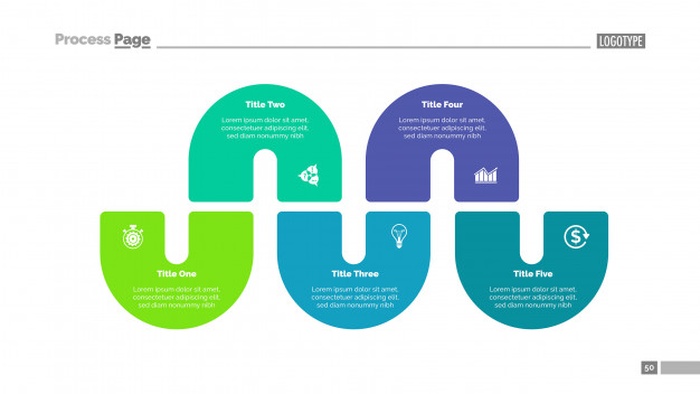 Process Page
LOGOTYPE
Title Two
Lorem ipsum dolor sit amet,
consectetuer adipiscing elit,
sed diam nonummy nibh
Title Four
Lorem ipsum dolor sit amet,
consectetuer adipiscing elit,
sed diam nonummy nibh
Title One
Lorem ipsum dolor sit amet,
consectetuer adipiscing elit,
sed diam nonummy nibh
Title Three
Lorem ipsum dolor sit amet,
consectetuer adipiscing elit,
sed diam nonummy nibh
Title Five
Lorem ipsum dolor sit amet,
consectetuer adipiscing elit,
sed diam nonummy nibh
$
50